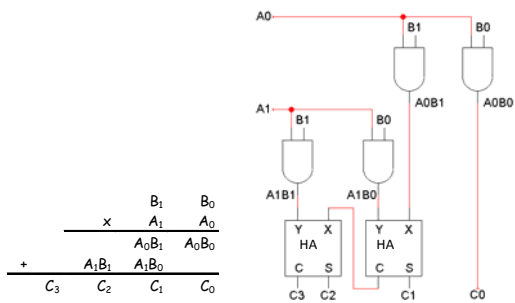 A0
B1 B0
A0B1 A0B0
A1
B1 B0
A1B1 A1B0
Y X Y X
HA HA
C S C S
C3 C2 C1 C0
B₁ B₀
x A₁ A₀
A₀B₁ A₀B₀
+ A₁B₁ A₁B₀
C₃ C₂ C₁ C₀